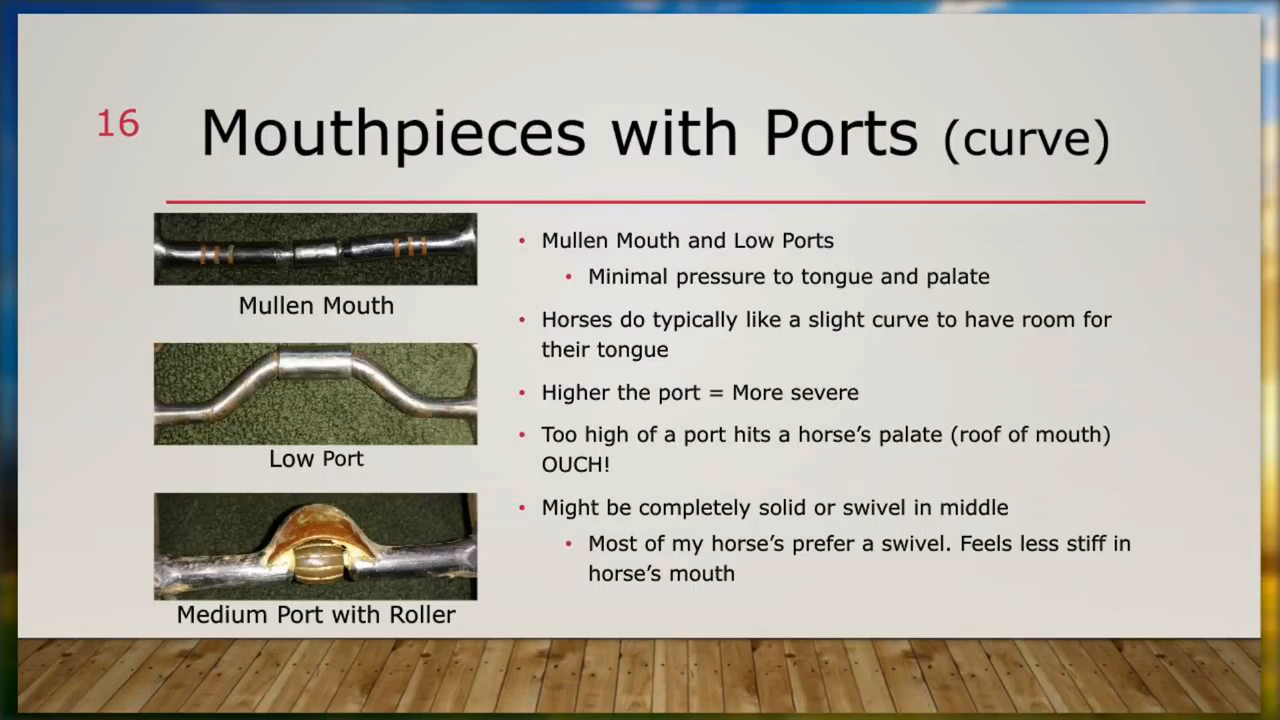 16
Mouthpieces with Ports (curve)
Mullen Mouth
Low Port
Medium Port with Roller
• Mullen Mouth and Low Ports
• Minimal pressure to tongue and palate
• Horses do typically like a slight curve to have room for
their tongue
• Higher the port = More severe
• Too high of a port hits a horse’s palate (roof of mouth)
OUCH!
• Might be completely solid or swivel in middle
• Most of my horse’s prefer a swivel. Feels less stiff in
horse’s mouth